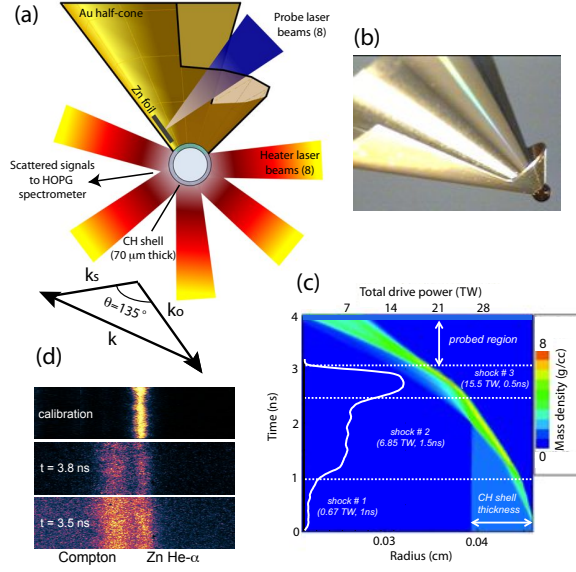 (a)
Au half-cone
Probe laser
beams (8)
Zn foil
Scattered signals
to HOPG
spectrometer
Heater laser
beams (8)
CH shell
(70 μm thick)
kS
θ=135°
kO
k
(b)
(c)
Total drive power (TW)
7 14 21 28
4
3
2
1
0
Time (ns)
probed region
shock # 3
(15.5 TW, 0.5ns)
shock # 2
(6.85 TW, 1.5ns)
shock # 1
(0.67 TW, 1ns)
CH shell
thickness
0.03 0.04
Radius (cm)
8
0
Mass density (g/cc)
(d)
calibration
t = 3.8 ns
t = 3.5 ns
Compton Zn He-α